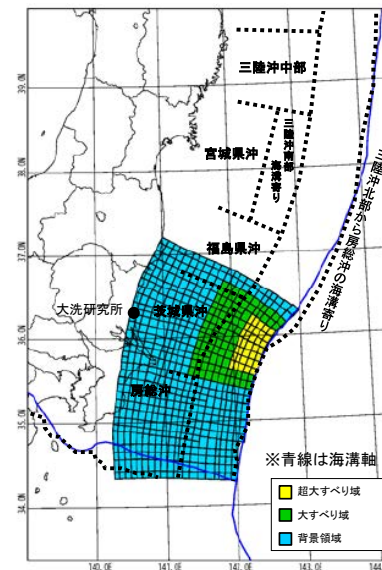 39.0N
38.0N
37.0N
36.0N
35.0N
34.0N
三陸沖中部
宮城県沖
三陸沖南部
海溝寄り
福島県沖
三陸沖北部から房総沖の海溝寄り
大洗研究所
茨城県沖
房総沖
※青線は海溝軸
超大すべり域
大すべり域
背景領域
140.0E
141.0E
142.0E
143.0E